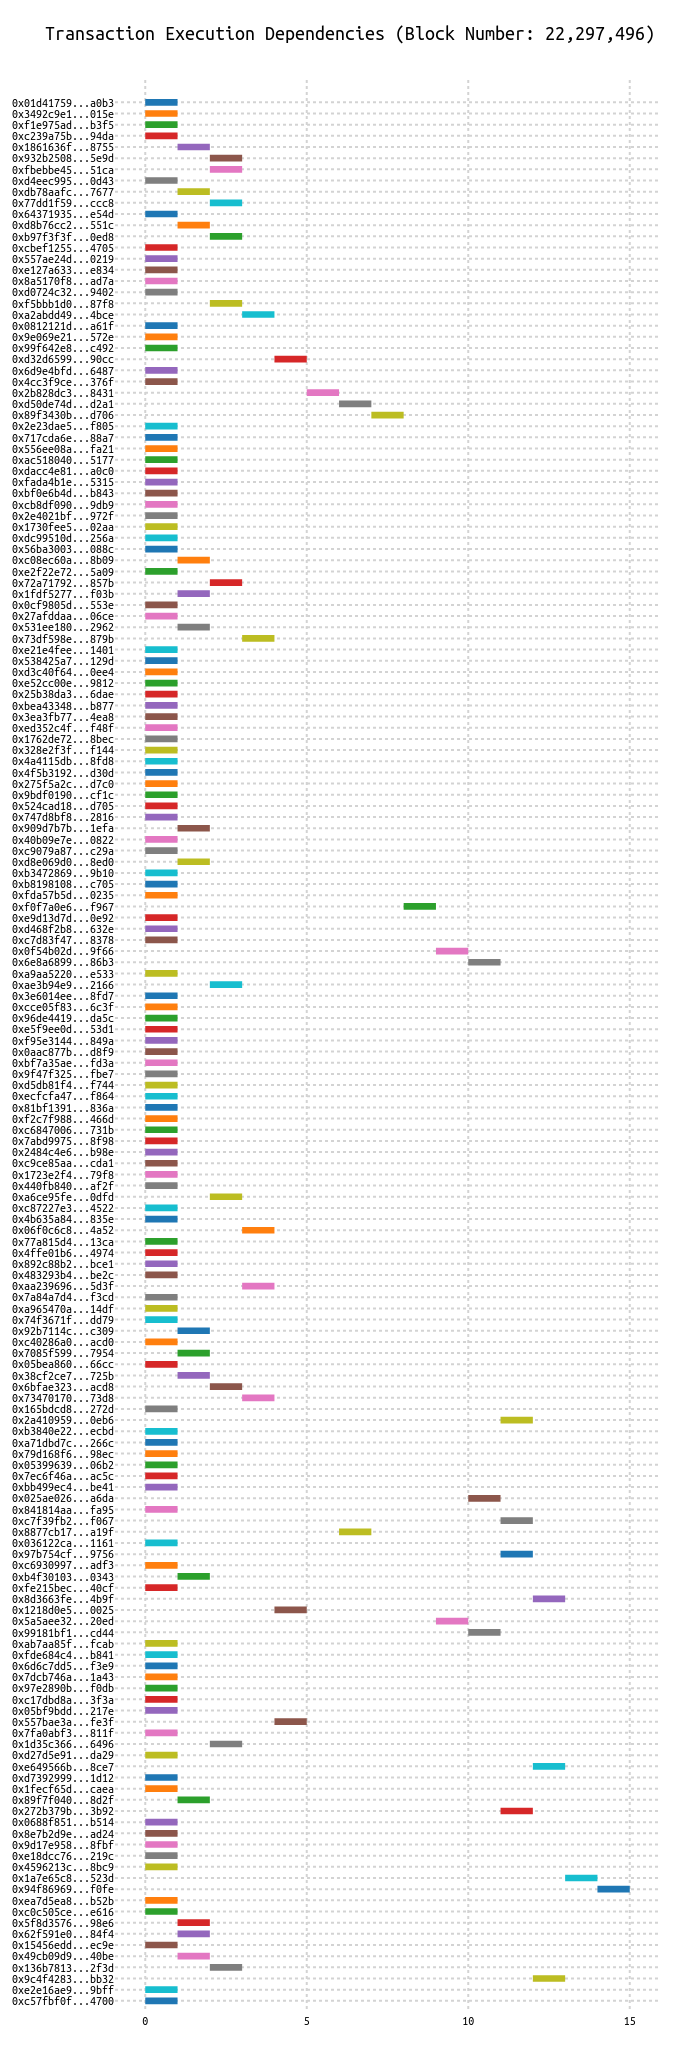 Transaction Execution Dependencies (Block Number: 22,297,496)
0x01d41759...a0b3
0x3492c9e1...015e
0xf1e975ad...b3f5
0xc239a75b...94da
0x1861636f...8755
0x932b2508...5e9d
0xfbebbe45...51ca
0xd4eec995...0d43
0xdb78aafc...7677
0x77dd1f59...ccc8
0x64371935...e54d
0xd8b76cc2...551c
0xb97f3f3f...0ed8
0xcbef1255...4705
0x557ae24d...0219
0xe127a633...e834
0x8a5170f8...ad7a
0xd0724c32...9402
0xf5bbb1d0...87f8
0xa2abdd49...4bce
0x0812121d...a61f
0x9e069e21...572e
0x99f642e8...c492
0xd32d6599...90cc
0x6d9e4bfd...6487
0x4cc3f9ce...376f
0x2b828dc3...8431
0xd50de74d...d2a1
0x89f3430b...d706
0x2e23dae5...f805
0x717cda6e...88a7
0x556ee08a...fa21
0xac518040...5177
0xdacc4e81...a0c0
0xfada4b1e...5315
0xbf0e6b4d...b843
0xcb8df090...9db9
0x2e4021bf...972f
0x1730fee5...02aa
0xdc99510d...256a
0x56ba3003...088c
0xc08ec60a...8b09
0xe2f22e72...5a09
0x72a71792...857b
0x1fdf5277...f03b
0x0cf9805d...553e
0x27afddaa...06ce
0x531ee180...2962
0x73df598e...879b
0xe21e4fee...1401
0x538425a7...129d
0xd3c40f64...0ee4
0xe52cc00e...9812
0x25b38da3...6dae
0xbea43348...b877
0x3ea3fb77...4ea8
0xed352c4f...f48f
0x1762de72...8bec
0x328e2f3f...f144
0x4a4115db...8fd8
0x4f5b3192...d30d
0x275f5a2c...d7c0
0x9bdf0190...cf1c
0x524cad18...d705
0x747d8bf8...2816
0x909d7b7b...1efa
0x40b09e7e...0822
0xc9079a87...c29a
0xd8e069d0...8ed0
0xb3472869...9b10
0xb8198108...c705
0xfda57b5d...0235
0xf0f7a0e6...f967
0xe9d13d7d...0e92
0xd468f2b8...632e
0xc7d83f47...8378
0x0f54b02d...9f66
0x6e8a6899...86b3
0xa9aa5220...e533
0xae3b94e9...2166
0x3e6014ee...8fd7
0xcce05f83...6c3f
0x96de4419...da5c
0xe5f9ee0d...53d1
0xf95e3144...849a
0x0aac877b...d8f9
0xbf7a35ae...fd3a
0x9f47f325...fbe7
0xd5db81f4...f744
0xecfcfa47...f864
0x81bf1391...836a
0xf2c7f988...466d
0xc6847006...731b
0x7abd9975...8f98
0x2484c4e6...b98e
0xc9ce85aa...cda1
0x1723e2f4...79f8
0x440fb840...af2f
0xa6ce95fe...0dfd
0xc87227e3...4522
0x4b635a84...835e
0x06f0c6c8...4a52
0x77a815d4...13ca
0x4ffe01b6...4974
0x892c88b2...bce1
0x483293b4...be2c
0xaa239696...5d3f
0x7a84a7d4...f3cd
0xa965470a...14df
0x74f3671f...dd79
0x92b7114c...c309
0xc40286a0...acd0
0x7085f599...7954
0x05bea860...66cc
0x38cf2ce7...725b
0x6bfae323...acd8
0x73470170...73d8
0x165bdcd8...272d
0x2a410959...0eb6
0xb3840e22...ecbd
0xa71dbd7c...266c
0x79d168f6...98ec
0x05399639...06b2
0x7ec6f46a...ac5c
0xbb499ec4...be41
0x025ae026...a6da
0x841814aa...fa95
0xc7f39fb2...f067
0x8877cb17...a19f
0x036122ca...1161
0x97b754cf...9756
0xc6930997...adf3
0xb4f30103...0343
0xfe215bec...40cf
0x8d3663fe...4b9f
0x1218d0e5...0025
0x5a5aee32...20ed
0x99181bf1...cd44
0xab7aa85f...fcab
0xfde684c4...b841
0x6d6c7dd5...f3e9
0x7dcb746a...1a43
0x97e2890b...f0db
0xc17dbd8a...3f3a
0x05bf9bdd...217e
0x557bae3a...fe3f
0x7fa0abf3...811f
0x1d35c366...6496
0xd27d5e91...da29
0xe649566b...8ce7
0xd7392999...1d12
0x1fecf65d...caea
0x89f7f040...8d2f
0x272b379b...3b92
0x0688f851...b514
0x8e7b2d9e...ad24
0x9d17e958...8fbf
0xe18dcc76...219c
0x4596213c...8bc9
0x1a7e65c8...523d
0x94f86969...f0fe
0xea7d5ea8...b52b
0xc0c505ce...e616
0x5f8d3576...98e6
0x62f591e0...84f4
0x15456edd...ec9e
0x49cb09d9...40be
0x136b7813...2f3d
0x9c4f4283...bb32
0xe2e16ae9...9bff
0xc57fbf0f...4700
0 5 10 15